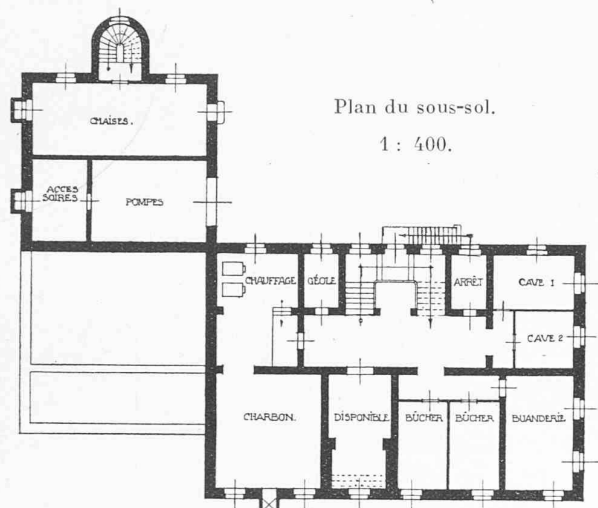 Plan du sous-sol.
1 : 400.
CHAISES.
ACCES
SOIRES
POMPES
CHAUFFAGE
GÉOLE
ARRÊT
CAVE 1
CAVE 2
CHARBON.
DISPONIBLE
BÛCHER
BÛCHER
BUANDERIE